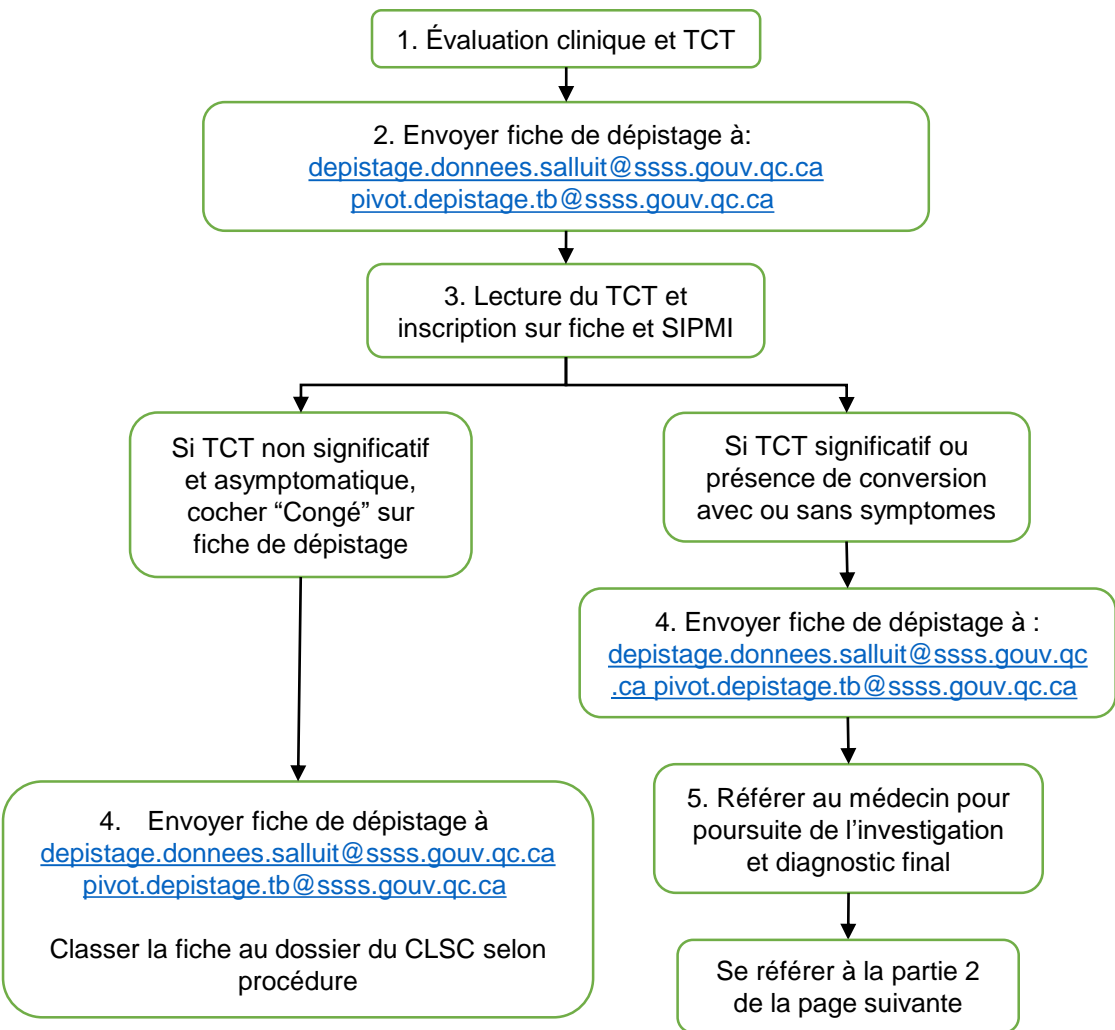 1. Évaluation clinique et TCT
2. Envoyer fiche de dépistage à:
depistage.donnees.salluit@ssss.gouv.qc.ca
pivot.depistage.tb@ssss.gouv.qc.ca
3. Lecture du TCT et
inscription sur fiche et SIPMI
Si TCT non significatif
et asymptomatique,
cocher “Congé” sur
fiche de dépistage
4. Envoyer fiche de dépistage à
depistage.donnees.salluit@ssss.gouv.qc.ca
pivot.depistage.tb@ssss.gouv.qc.ca
Classer la fiche au dossier du CLSC selon
procédure
Si TCT significatif ou
présence de conversion
avec ou sans symptomes
4. Envoyer fiche de dépistage à :
depistage.donnees.salluit@ssss.gouv.qc
.ca pivot.depistage.tb@ssss.gouv.qc.ca
5. Référer au médecin pour
poursuite de l’investigation
et diagnostic final
Se référer à la partie 2
de la page suivante